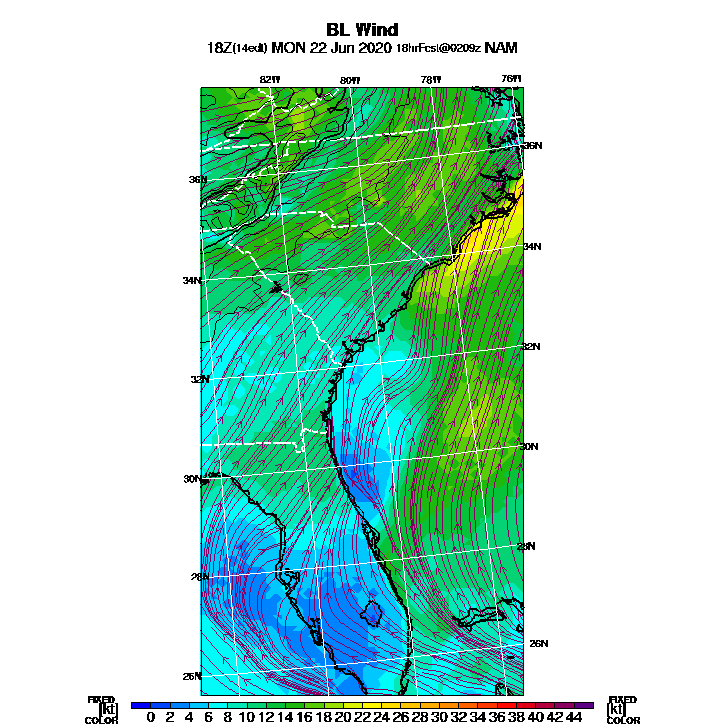 BL Wind
18Z(14edt) MON 22 Jun 2020 18hrFcst@0209z NAM
82W 80W 78W 76W
36N
36N
34N
34N
32N
32N
30N
30N
28N
28N
26N
26N
FIXED FIXED
[kt] 0 2 4 6 8 10 12 14 16 18 20 22 24 26 28 30 32 34 36 38 40 42 44 [kt]
COLOR COLOR